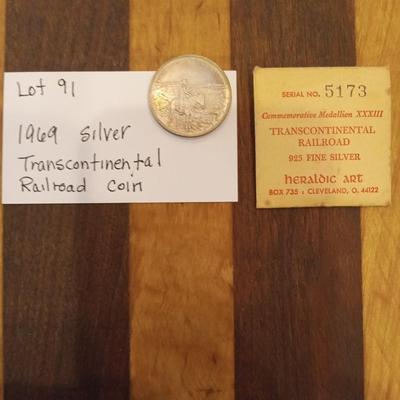 Lot 91
1969 Silver
Transcontinental
Railroad Coin
SERIAL NO. 5173
Commemorative Medallion XXXIII
TRANSCONTINENTAL
RAILROAD
925 FINE SILVER
heraldic art
BOX 735 : CLEVELAND, O. 44122